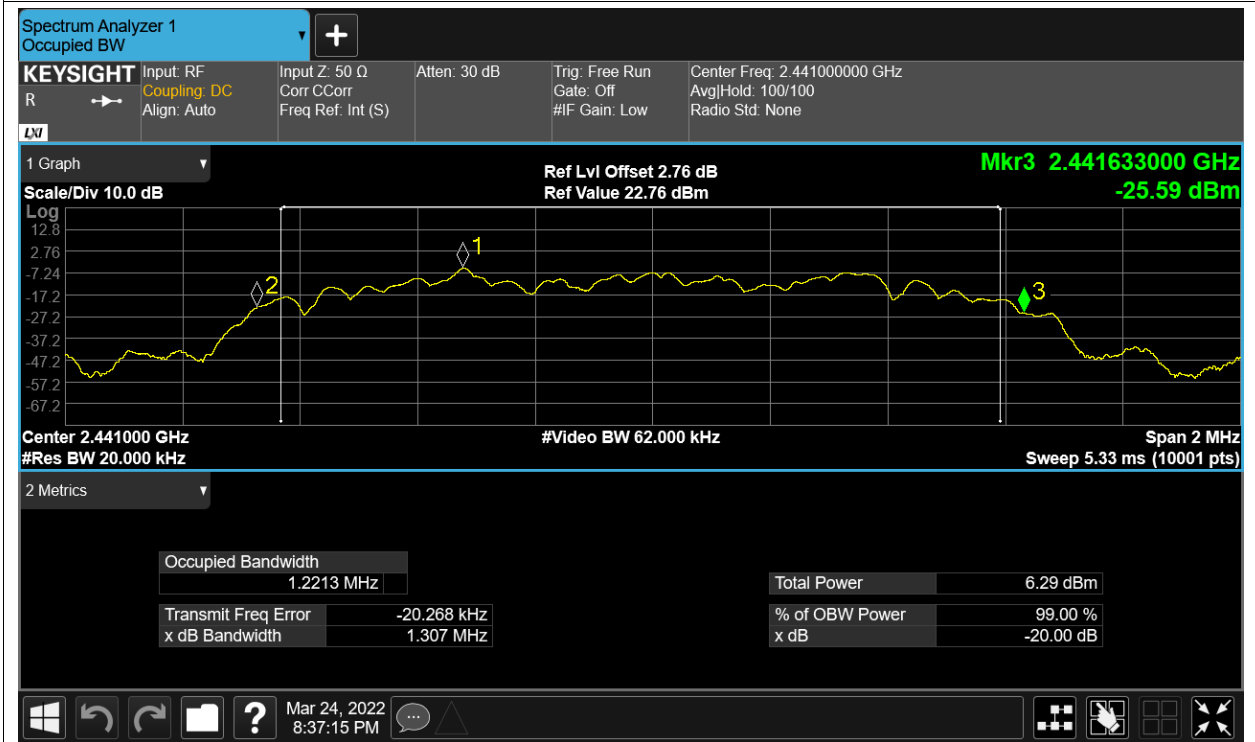 Spectrum Analyzer 1
Occupied BW
KEYSIGHT
R
LXI
Input: RF
Coupling: DC
Align: Auto
Input Z: 50 Ω
Corr CCorr
Freq Ref: Int (S)
Atten: 30 dB
Trig: Free Run
Gate: Off
#IF Gain: Low
Center Freq: 2.441000000 GHz
Avg|Hold: 100/100
Radio Std: None
1 Graph
Scale/Div 10.0 dB
Ref Lvl Offset 2.76 dB
Ref Value 22.76 dBm
Mkr3 2.441633000 GHz
-25.59 dBm
Log
12.8
2.76
-7.24
-17.2
-27.2
-37.2
-47.2
-57.2
-67.2
1
2
3
Center 2.441000 GHz
#Video BW 62.000 kHz
Span 2 MHz
#Res BW 20.000 kHz
Sweep 5.33 ms (10001 pts)
2 Metrics
Occupied Bandwidth
1.2213 MHz
Total Power 6.29 dBm
Transmit Freq Error -20.268 kHz
% of OBW Power 99.00 %
x dB Bandwidth 1.307 MHz
x dB -20.00 dB
?
Mar 24, 2022
8:37:15 PM